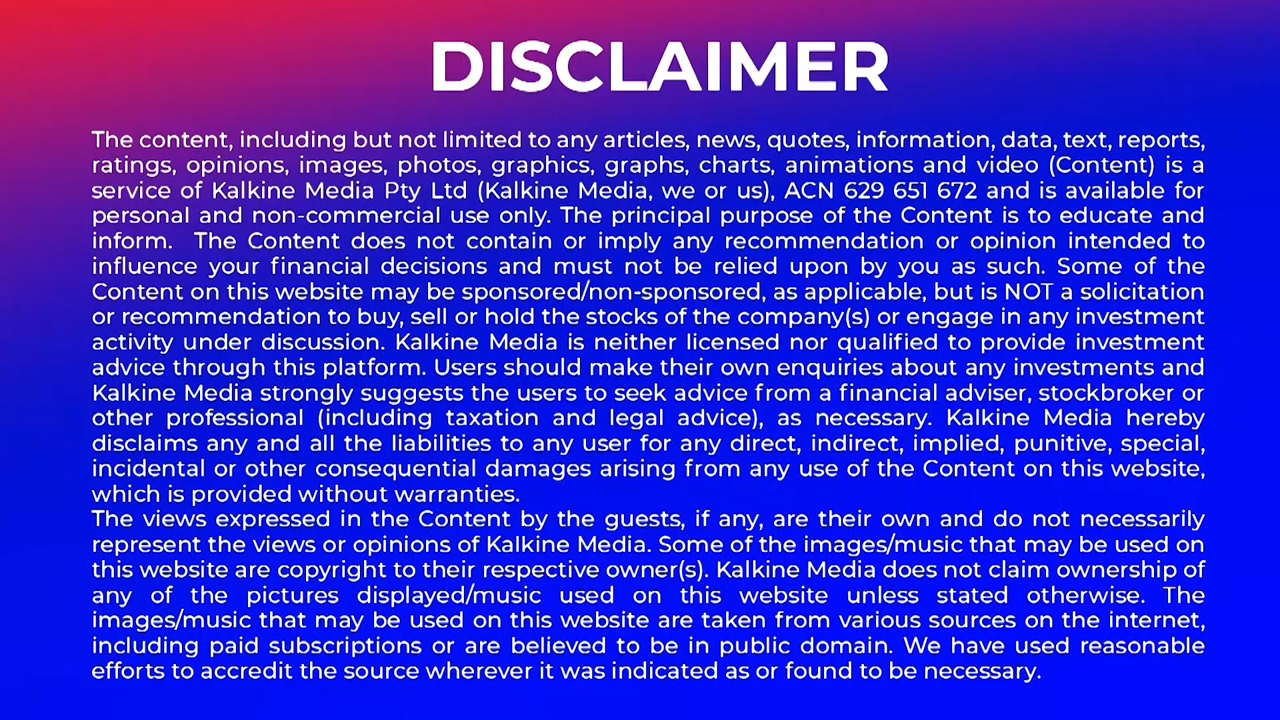 DISCLAIMER
The content, including but not limited to any articles, news, quotes, information, data, text, reports,
ratings, opinions, images, photos, graphics, graphs, charts, animations and video (Content) is a
service of Kalkine Media Pty Ltd (Kalkine Media, we or us), ACN 629 651 672 and is available for
personal and non-commercial use only. The principal purpose of the Content is to educate and
inform. The Content does not contain or imply any recommendation or opinion intended to
influence your financial decisions and must not be relied upon by you as such. Some of the
Content on this website may be sponsored/non-sponsored, as applicable, but is NOT a solicitation
or recommendation to buy, sell or hold the stocks of the company(s) or engage in any investment
activity under discussion. Kalkine Media is neither licensed nor qualified to provide investment
advice through this platform. Users should make their own enquiries about any investments and
Kalkine Media strongly suggests the users to seek advice from a financial adviser, stockbroker or
other professional (including taxation and legal advice), as necessary. Kalkine Media hereby
disclaims any and all the liabilities to any user for any direct, indirect, implied, punitive, special,
incidental or other consequential damages arising from any use of the Content on this website,
which is provided without warranties.
The views expressed in the Content by the guests, if any, are their own and do not necessarily
represent the views or opinions of Kalkine Media. Some of the images/music that may be used on
this website are copyright to their respective owner(s). Kalkine Media does not claim ownership of
any of the pictures displayed/music used on this website unless stated otherwise. The
images/music that may be used on this website are taken from various sources on the internet,
including paid subscriptions or are believed to be in public domain. We have used reasonable
efforts to accredit the source wherever it was indicated as or found to be necessary.